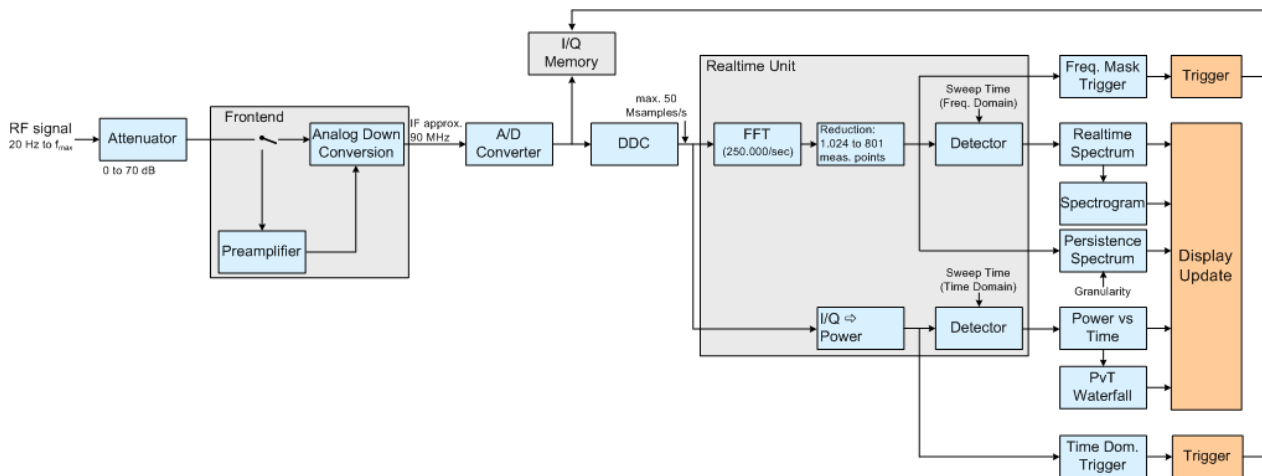 I/Q
Memory
RF signal
20 Hz to fmax
Attenuator
0 to 70 dB
Frontend
Analog Down
Conversion
Preamplifier
IF approx.
90 MHz
A/D
Converter
DDC
max. 50
Msamples/s
Realtime Unit
FFT
(250.000/sec)
Reduction:
1.024 to 801
meas. points
Sweep Time
(Freq. Domain)
Detector
I/Q ⇨
Power
Sweep Time
(Time Domain)
Detector
Freq. Mask
Trigger
Trigger
Realtime
Spectrum
Spectrogram
Persistence
Spectrum
Granularity
Power vs
Time
PvT
Waterfall
Display
Update
Time Dom.
Trigger
Trigger